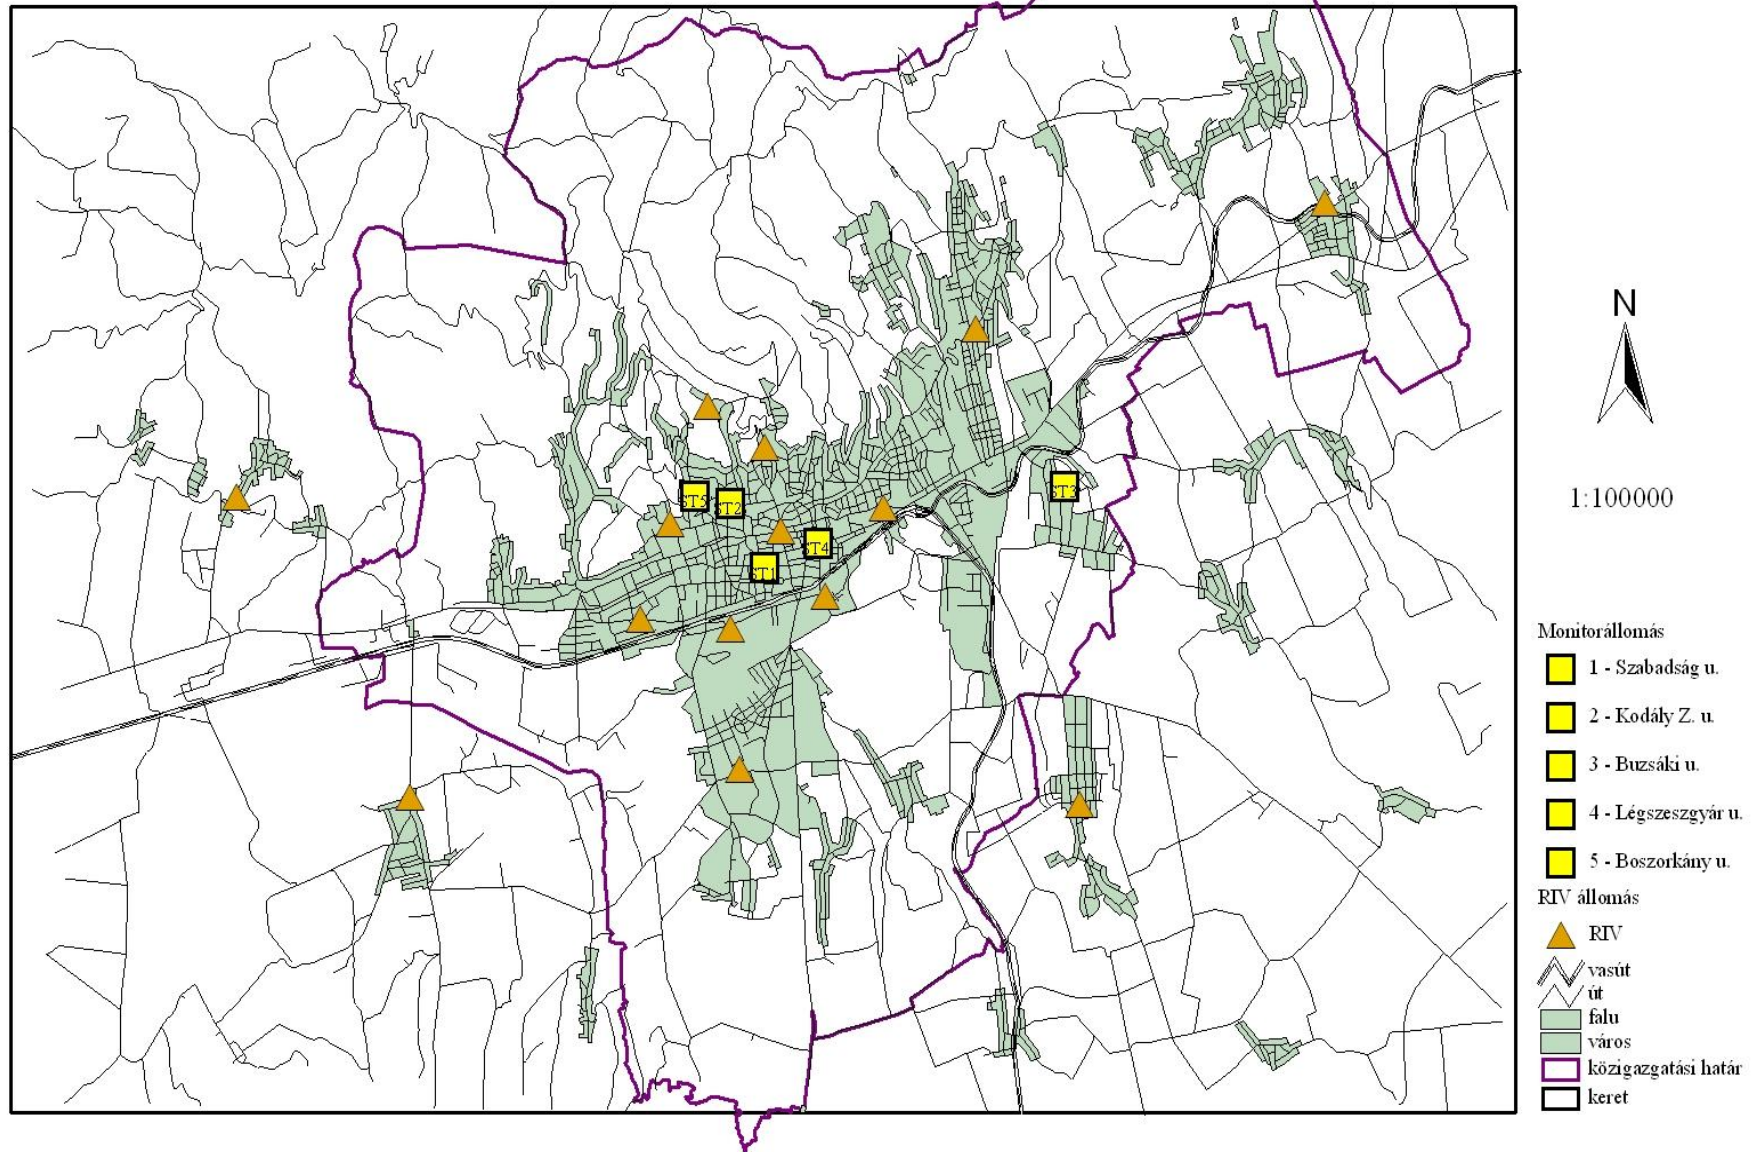 N
1:100000
ST3
ST5
ST2
ST4
ST1
Monitorállomás
1 - Szabadság u.
2 - Kodály Z. u.
3 - Buzsáki u.
4 - Légszeszgyár u.
5 - Boszorkány u.
RIV állomás
RIV
vasút
út
falu
város
közigazgatási határ
keret